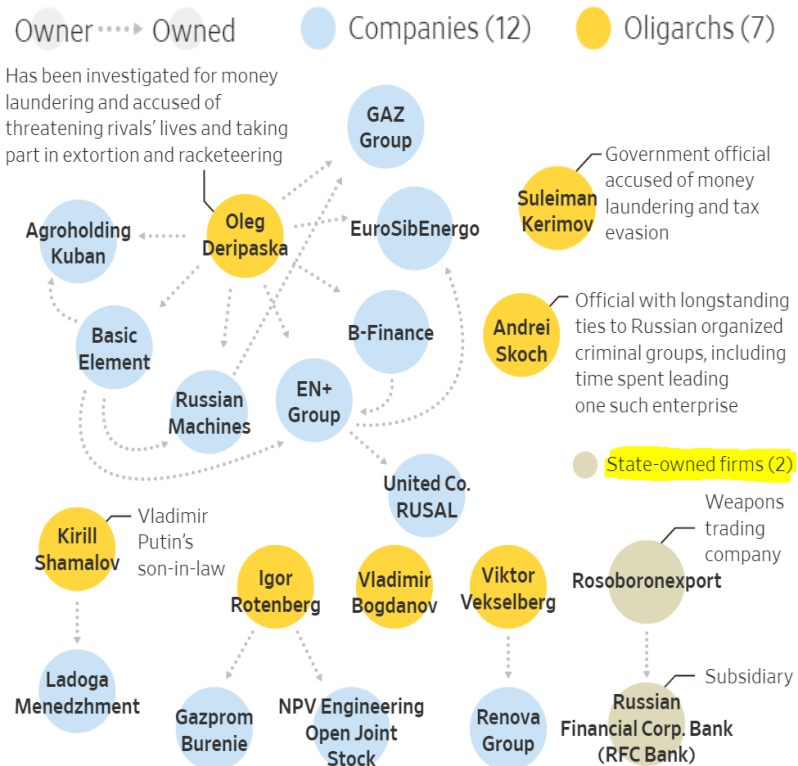 Owner Owned
Companies (12)
Oligarchs (7)
Has been investigated for money
laundering and accused of
threatening rivals' lives and taking
part in extortion and racketeering
GAZ
Group
Oleg
Deripaska
Agroholding
Kuban
EuroSibEnergo
Suleiman
Kerimov
Government official
accused of money
laundering and tax
evasion
Basic
Element
B-Finance
Andrei
Skoch
Official with longstanding
ties to Russian organized
criminal groups, including
time spent leading
one such enterprise
Russian
Machines
EN+
Group
United Co.
RUSAL
State-owned firms (2)
Weapons
trading
company
Kirill
Shamalov
Vladimir
Putin's
son-in-law
Igor
Rotenberg
Vladimir
Bogdanov
Viktor
Vekselberg
Rosoboronexport
Ladoga
Menedzhment
Gazprom
Burenie
NPV Engineering
Open Joint
Stock
Renova
Group
Subsidiary
Russian
Financial Corp. Bank
(RFC Bank)